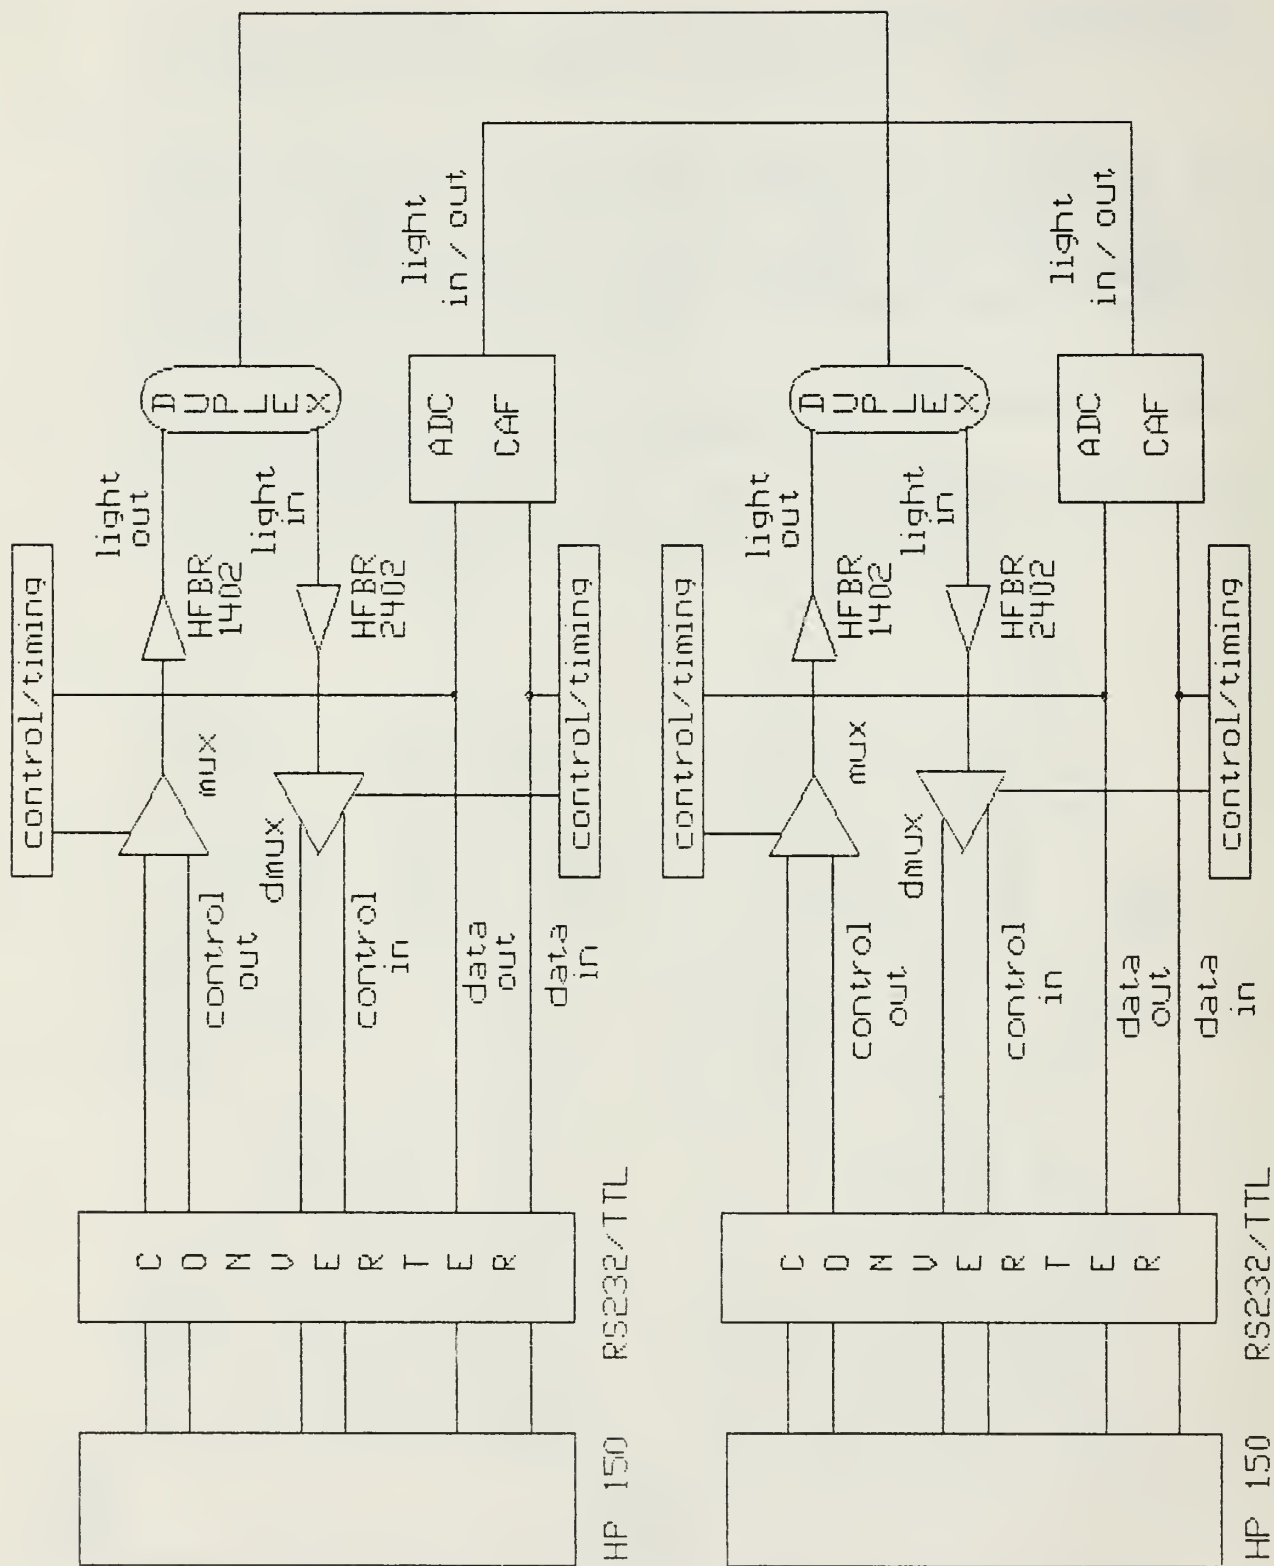 control/timing
light
out
HFBR
1402
mux
control
out
DUPLEX
light
in
HFBR
2402
dmux
control
in
light
in/out
ADC
CAF
data
out
data
in
control/timing
CONVERTER
HP 150
RS232/TTL
control/timing
light
out
HFBR
1402
mux
control
out
DUPLEX
light
in
HFBR
2402
dmux
control
in
light
in/out
ADC
CAF
data
out
data
in
control/timing
CONVERTER
HP 150
RS232/TTL